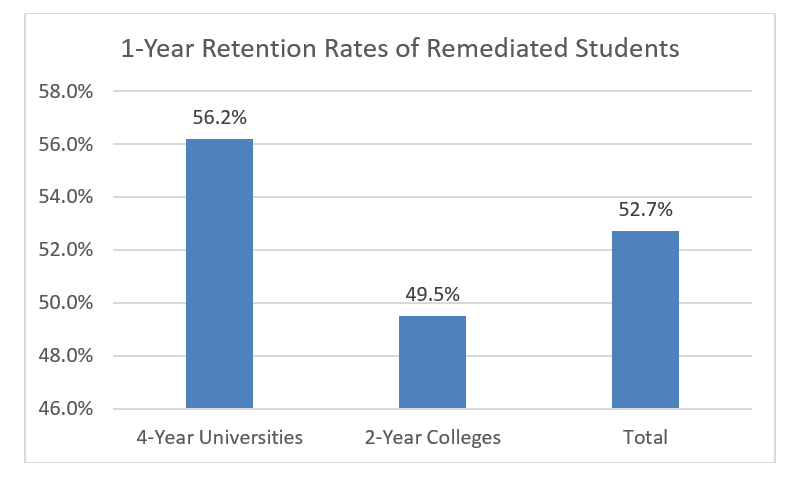 1-Year Retention Rates of Remediated Students
58.0%
56.0%
54.0%
52.0%
50.0%
48.0%
46.0%
56.2%
49.5%
52.7%
4-Year Universities
2-Year Colleges
Total